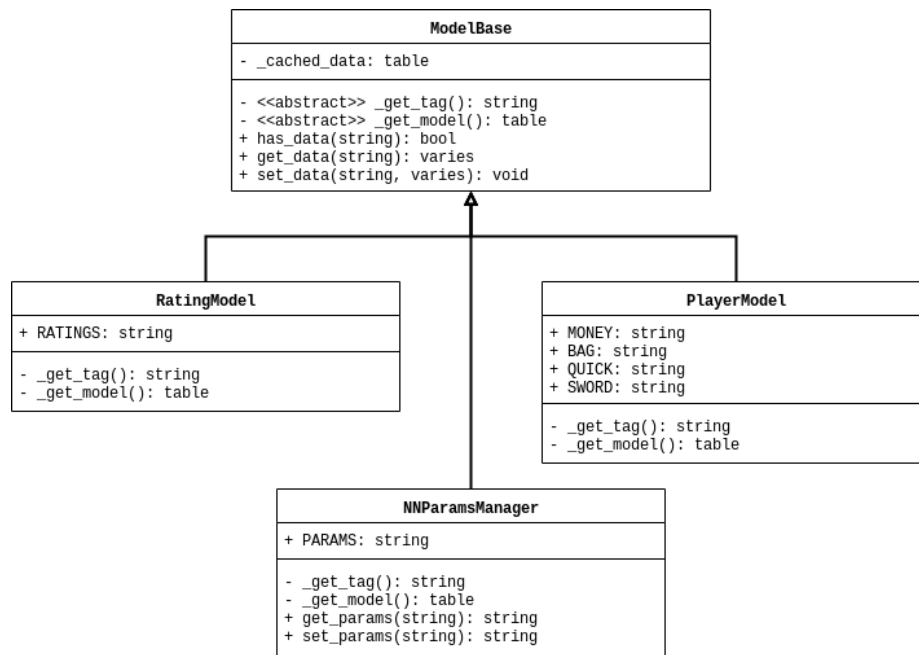 ModelBase
- _cached_data: table
- <<abstract>> _get_tag(): string
- <<abstract>> _get_model(): table
+ has_data(string): bool
+ get_data(string): varies
+ set_data(string, varies): void
RatingModel
+ RATINGS: string
- _get_tag(): string
- _get_model(): table
PlayerModel
+ MONEY: string
+ BAG: string
+ QUICK: string
+ SWORD: string
- _get_tag(): string
- _get_model(): table
NNParamsManager
+ PARAMS: string
- _get_tag(): string
- _get_model(): table
+ get_params(string): string
+ set_params(string): string